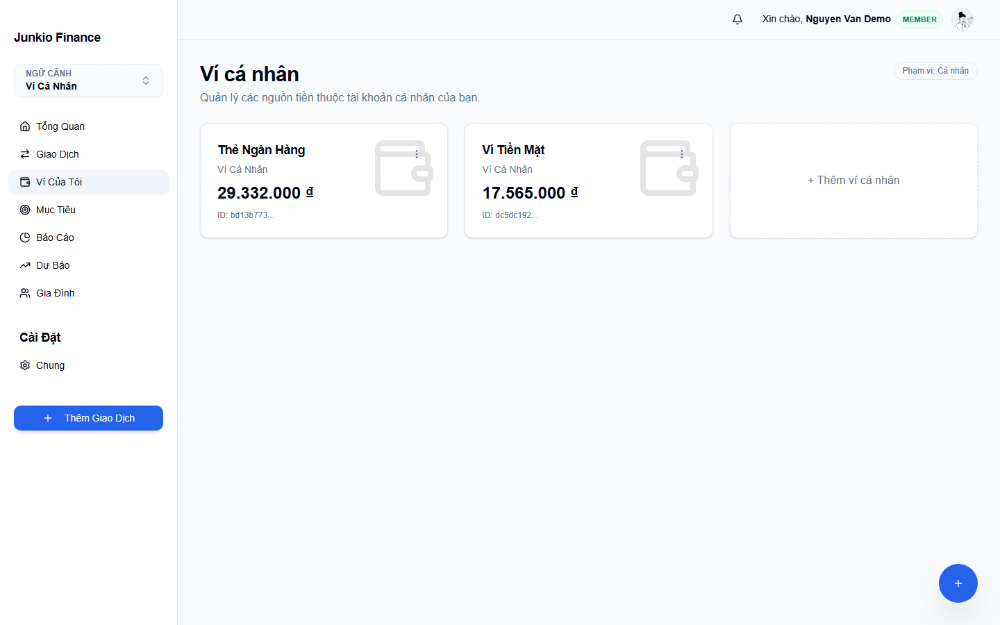 Junkio Finance
NGỮ CẢNH
Ví Cá Nhân
Tổng Quan
Giao Dịch
Ví Của Tôi
Mục Tiêu
Báo Cáo
Dự Báo
Gia Đình
Cài Đặt
Chung
+ Thêm Giao Dịch
Xin chào, Nguyen Van Demo MEMBER
Ví cá nhân
Phạm vi: Cá nhân
Quản lý các nguồn tiền thuộc tài khoản cá nhân của bạn.
Thẻ Ngân Hàng
Ví Cá Nhân
29.332.000 ₫
ID: bd13b773...
Ví Tiền Mặt
Ví Cá Nhân
17.565.000 ₫
ID: dc5dc192...
+ Thêm ví cá nhân
+